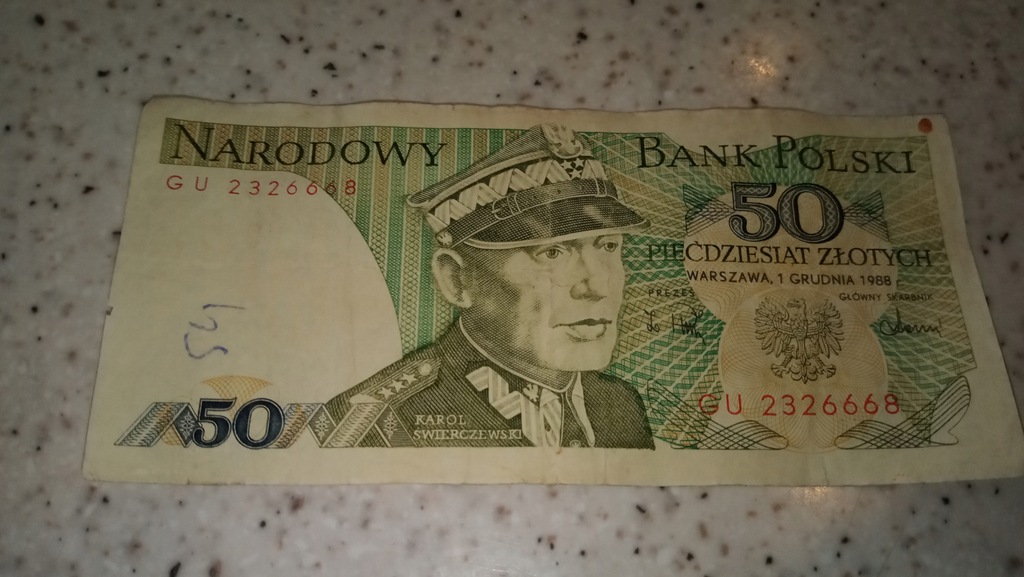 NARODOWY BANK POLSKI
GU 2326668
50
PIĘĆDZIESIĄT ZŁOTYCH
WARSZAWA, 1 GRUDNIA 1988
PREZES GŁÓWNY SKARBNIK
GU 2326668
50
KAROL
ŚWIERCZEWSKI